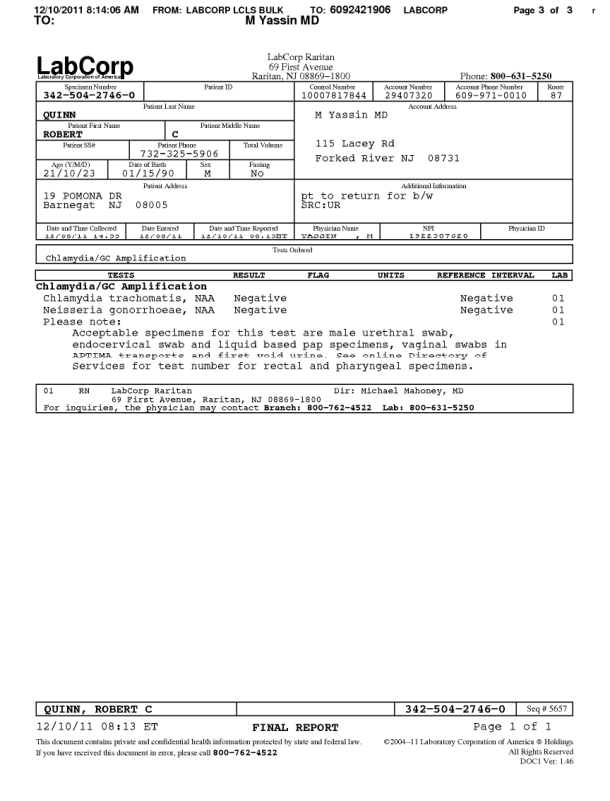 12/10/2011 8:14:06 AM FROM: LABCORP LCLS BULK TO: 6092421906 LABCORP Page 3 of 3 r
TO: M Yassin MD
LabCorp
Laboratory Corporation of America
LabCorp Raritan
69 First Avenue
Raritan, NJ 08869-1800 Phone: 800-631-5250
Specimen Number Patient ID Control Number Account Number Account Phone Number Route
342-504-2746-0 10007817844 29407320 609-971-0010 87
Patient Last Name Account Address
QUINN M Yassin MD
Patient First Name Patient Middle Name
ROBERT C
Patient SS# Patient Phone Total Volume 115 Lacey Rd
732-325-5906 Forked River NJ 08731
Age (Y/M/D) Date of Birth Sex Fasting
21/10/23 01/15/90 M No
Patient Address Additional Information
19 POMONA DR pt to return for b/w
Barnegat NJ 08005 SRC:UR
Date and Time Collected Date Entered Date and Time Reported Physician Name NPI Physician ID
YASSIN , M
Tests Ordered
Chlamydia/GC Amplification
TESTS RESULT FLAG UNITS REFERENCE INTERVAL LAB
Chlamydia/GC Amplification
Chlamydia trachomatis, NAA Negative Negative 01
Neisseria gonorrhoeae, NAA Negative Negative 01
Please note: 01
Acceptable specimens for this test are male urethral swab,
endocervical swab and liquid based pap specimens, vaginal swabs in
APTIMA transports and first void urine. See online Directory of
Services for test number for rectal and pharyngeal specimens.
01 RN LabCorp Raritan Dir: Michael Mahoney, MD
69 First Avenue, Raritan, NJ 08869-1800
For inquiries, the physician may contact Branch: 800-762-4522 Lab: 800-631-5250
QUINN, ROBERT C 342-504-2746-0 Seq # 5657
12/10/11 08:13 ET FINAL REPORT Page 1 of 1
This document contains private and confidential health information protected by state and federal law. ©2004-11 Laboratory Corporation of America ® Holdings
If you have received this document in error, please call 800-762-4522 All Rights Reserved
DOC1 Ver: 1.46